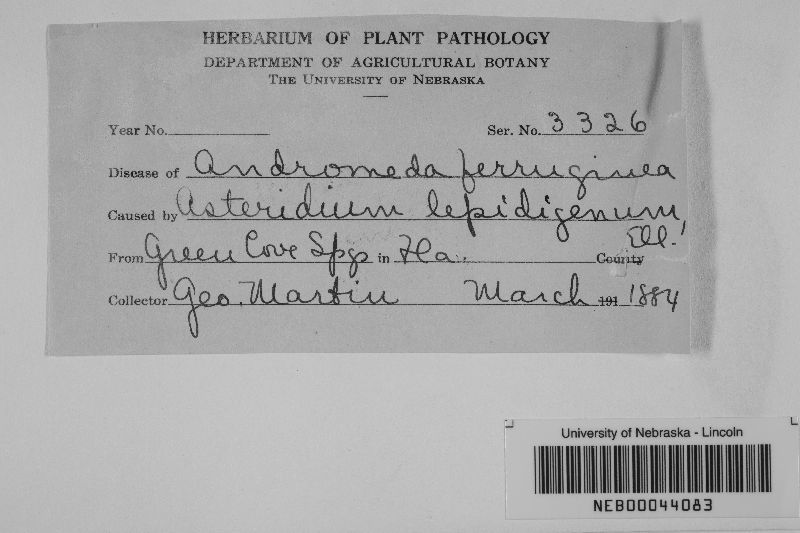 HERBARIUM OF PLANT PATHOLOGY
DEPARTMENT OF AGRICULTURAL BOTANY
THE UNIVERSITY OF NEBRASKA
Year No.
Ser. No. 3326
Disease of Andromeda ferruginea
Caused by Asteridium lepidigenum,
Ell.
From Green Cove Spgs in Fla. County
Collector Geo. Martin March 191 1884
University of Nebraska - Lincoln
NEB00044083